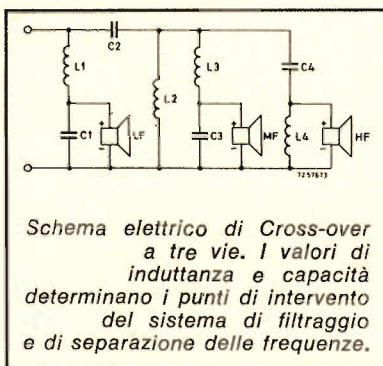 C2
L1
L3
C4
L2
C1
LF
C3
MF
L4
HF
7257673
Schema elettrico di Cross-over
a tre vie. I valori di
induttanza e capacità
determinano i punti di intervento
del sistema di filtraggio
e di separazione delle frequenze.